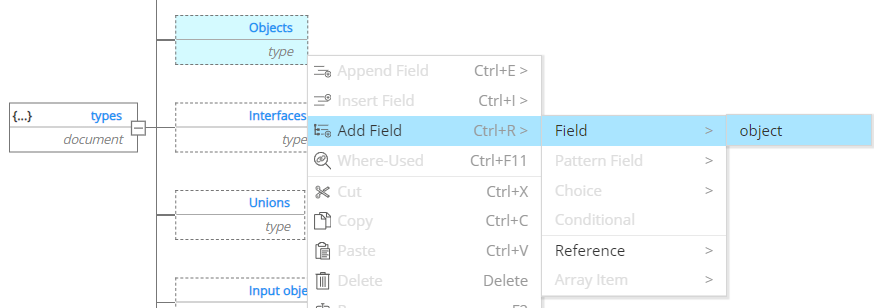 Objects
type
{...} types
document
Interfaces
type
Unions
type
Input obje
Append Field Ctrl+E >
Insert Field Ctrl+I >
Add Field Ctrl+R >
Where-Used Ctrl+F11
Cut Ctrl+X
Copy Ctrl+C
Paste Ctrl+V
Delete Delete
Field >
Pattern Field >
Choice >
Conditional
Reference >
Array Item >
object